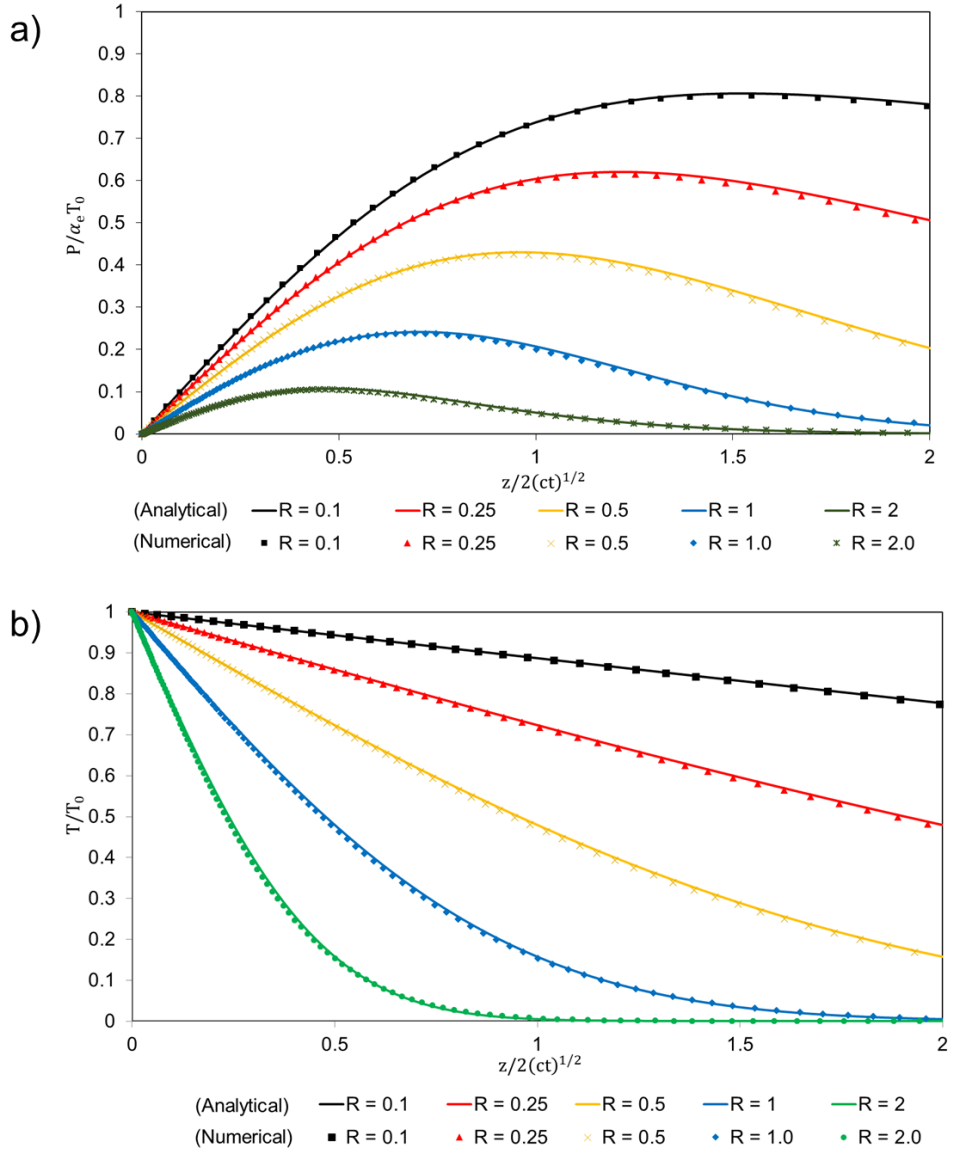 a)
1
0.9
0.8
0.7
0.6
0.5
0.4
0.3
0.2
0.1
0
P/αeT0
0 0.5 1 1.5 2
z/2(ct)1/2
(Analytical) R = 0.1 R = 0.25 R = 0.5 R = 1 R = 2
(Numerical) R = 0.1 R = 0.25 R = 0.5 R = 1.0 R = 2.0
b)
1
0.9
0.8
0.7
0.6
0.5
0.4
0.3
0.2
0.1
0
T/T0
0 0.5 1 1.5 2
z/2(ct)1/2
(Analytical) R = 0.1 R = 0.25 R = 0.5 R = 1 R = 2
(Numerical) R = 0.1 R = 0.25 R = 0.5 R = 1.0 R = 2.0